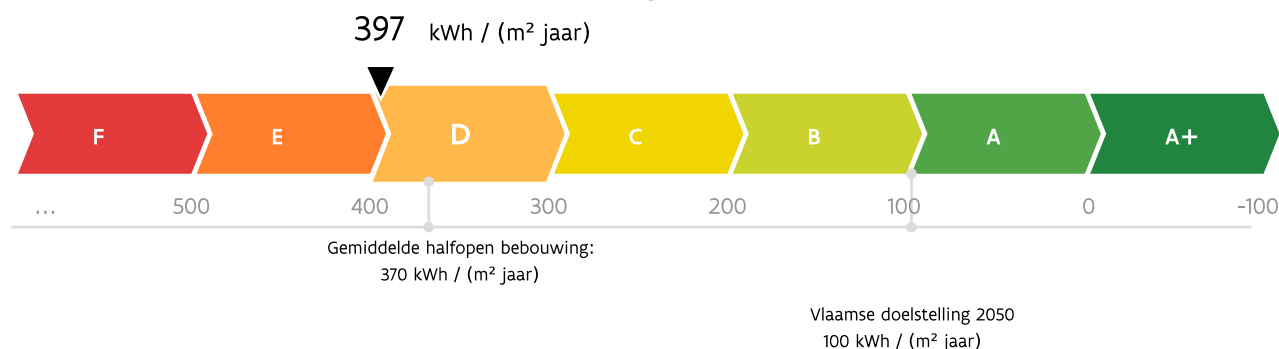 397 kWh / (m² jaar)
F E D C B A A+
... 500 400 300 200 100 0 -100
Gemiddelde halfopen bebouwing:
370 kWh / (m² jaar)
Vlaamse doelstelling 2050
100 kWh / (m² jaar)